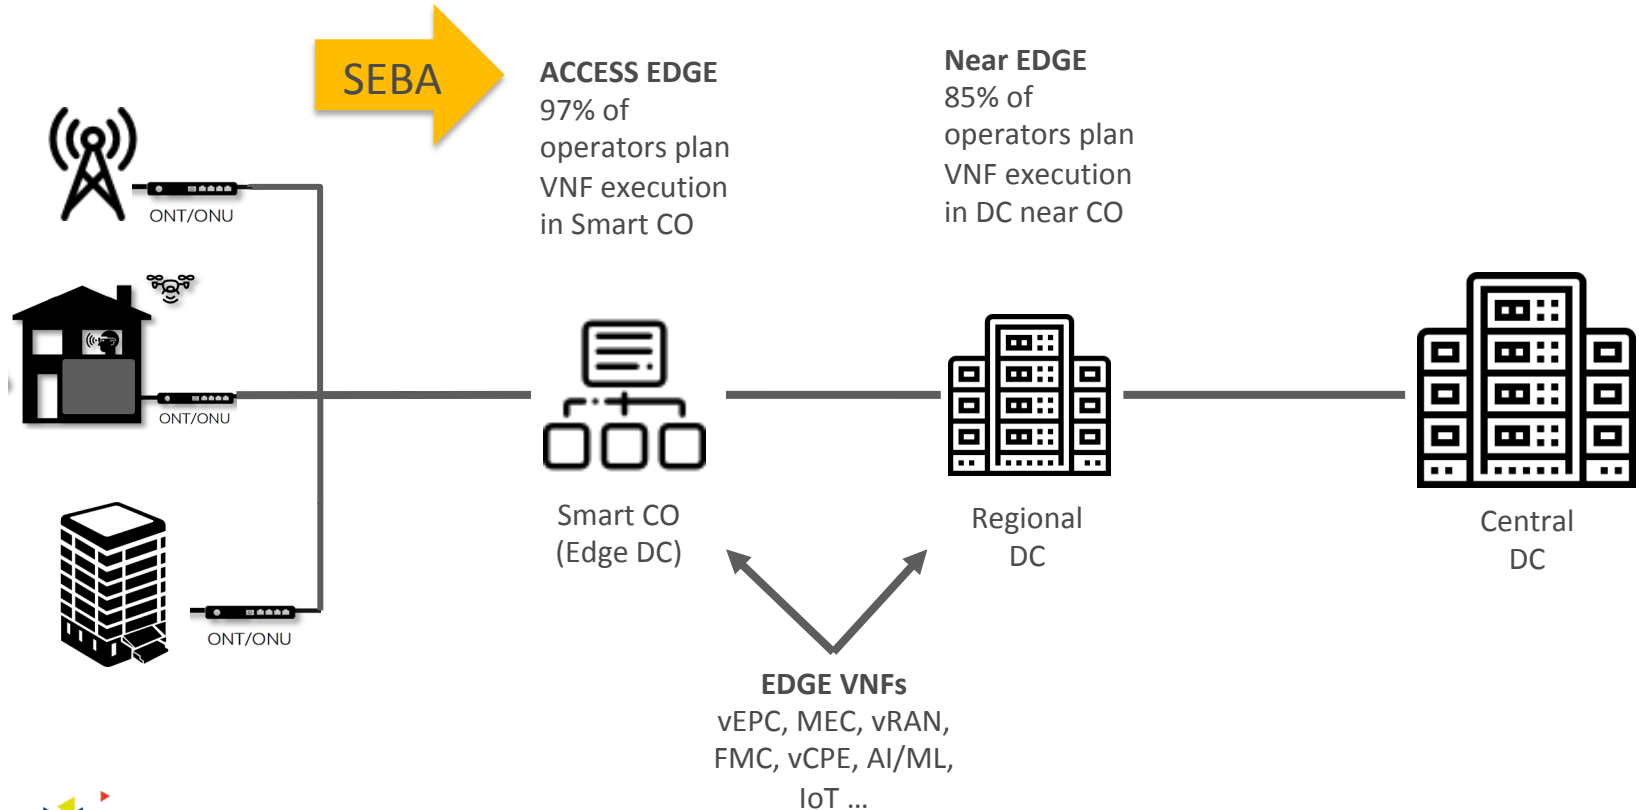 SEBA
ACCESS EDGE
97% of
operators plan
VNF execution
in Smart CO
Near EDGE
85% of
operators plan
VNF execution
in DC near CO
ONT/ONU
ONT/ONU
ONT/ONU
Smart CO
(Edge DC)
Regional
DC
Central
DC
EDGE VNFs
vEPC, MEC, vRAN,
FMC, vCPE, AI/ML,
IoT ...